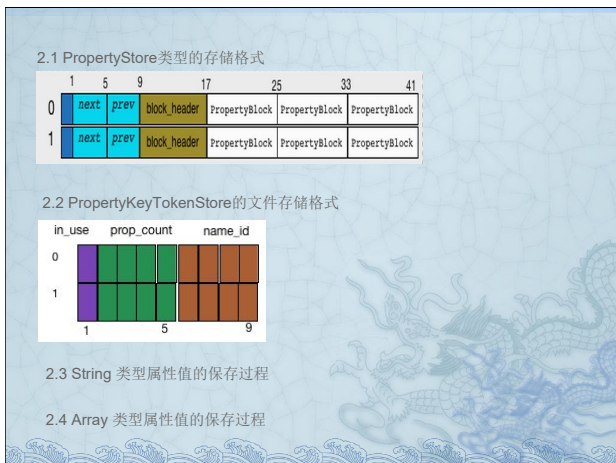 2.1 PropertyStore类型的存储格式
1 5 9 17 25 33 41
0 next prev block_header PropertyBlock PropertyBlock PropertyBlock
1 next prev block_header PropertyBlock PropertyBlock PropertyBlock
2.2 PropertyKeyTokenStore的文件存储格式
in_use prop_count name_id
0
1
1 5 9
2.3 String 类型属性值的保存过程
2.4 Array 类型属性值的保存过程